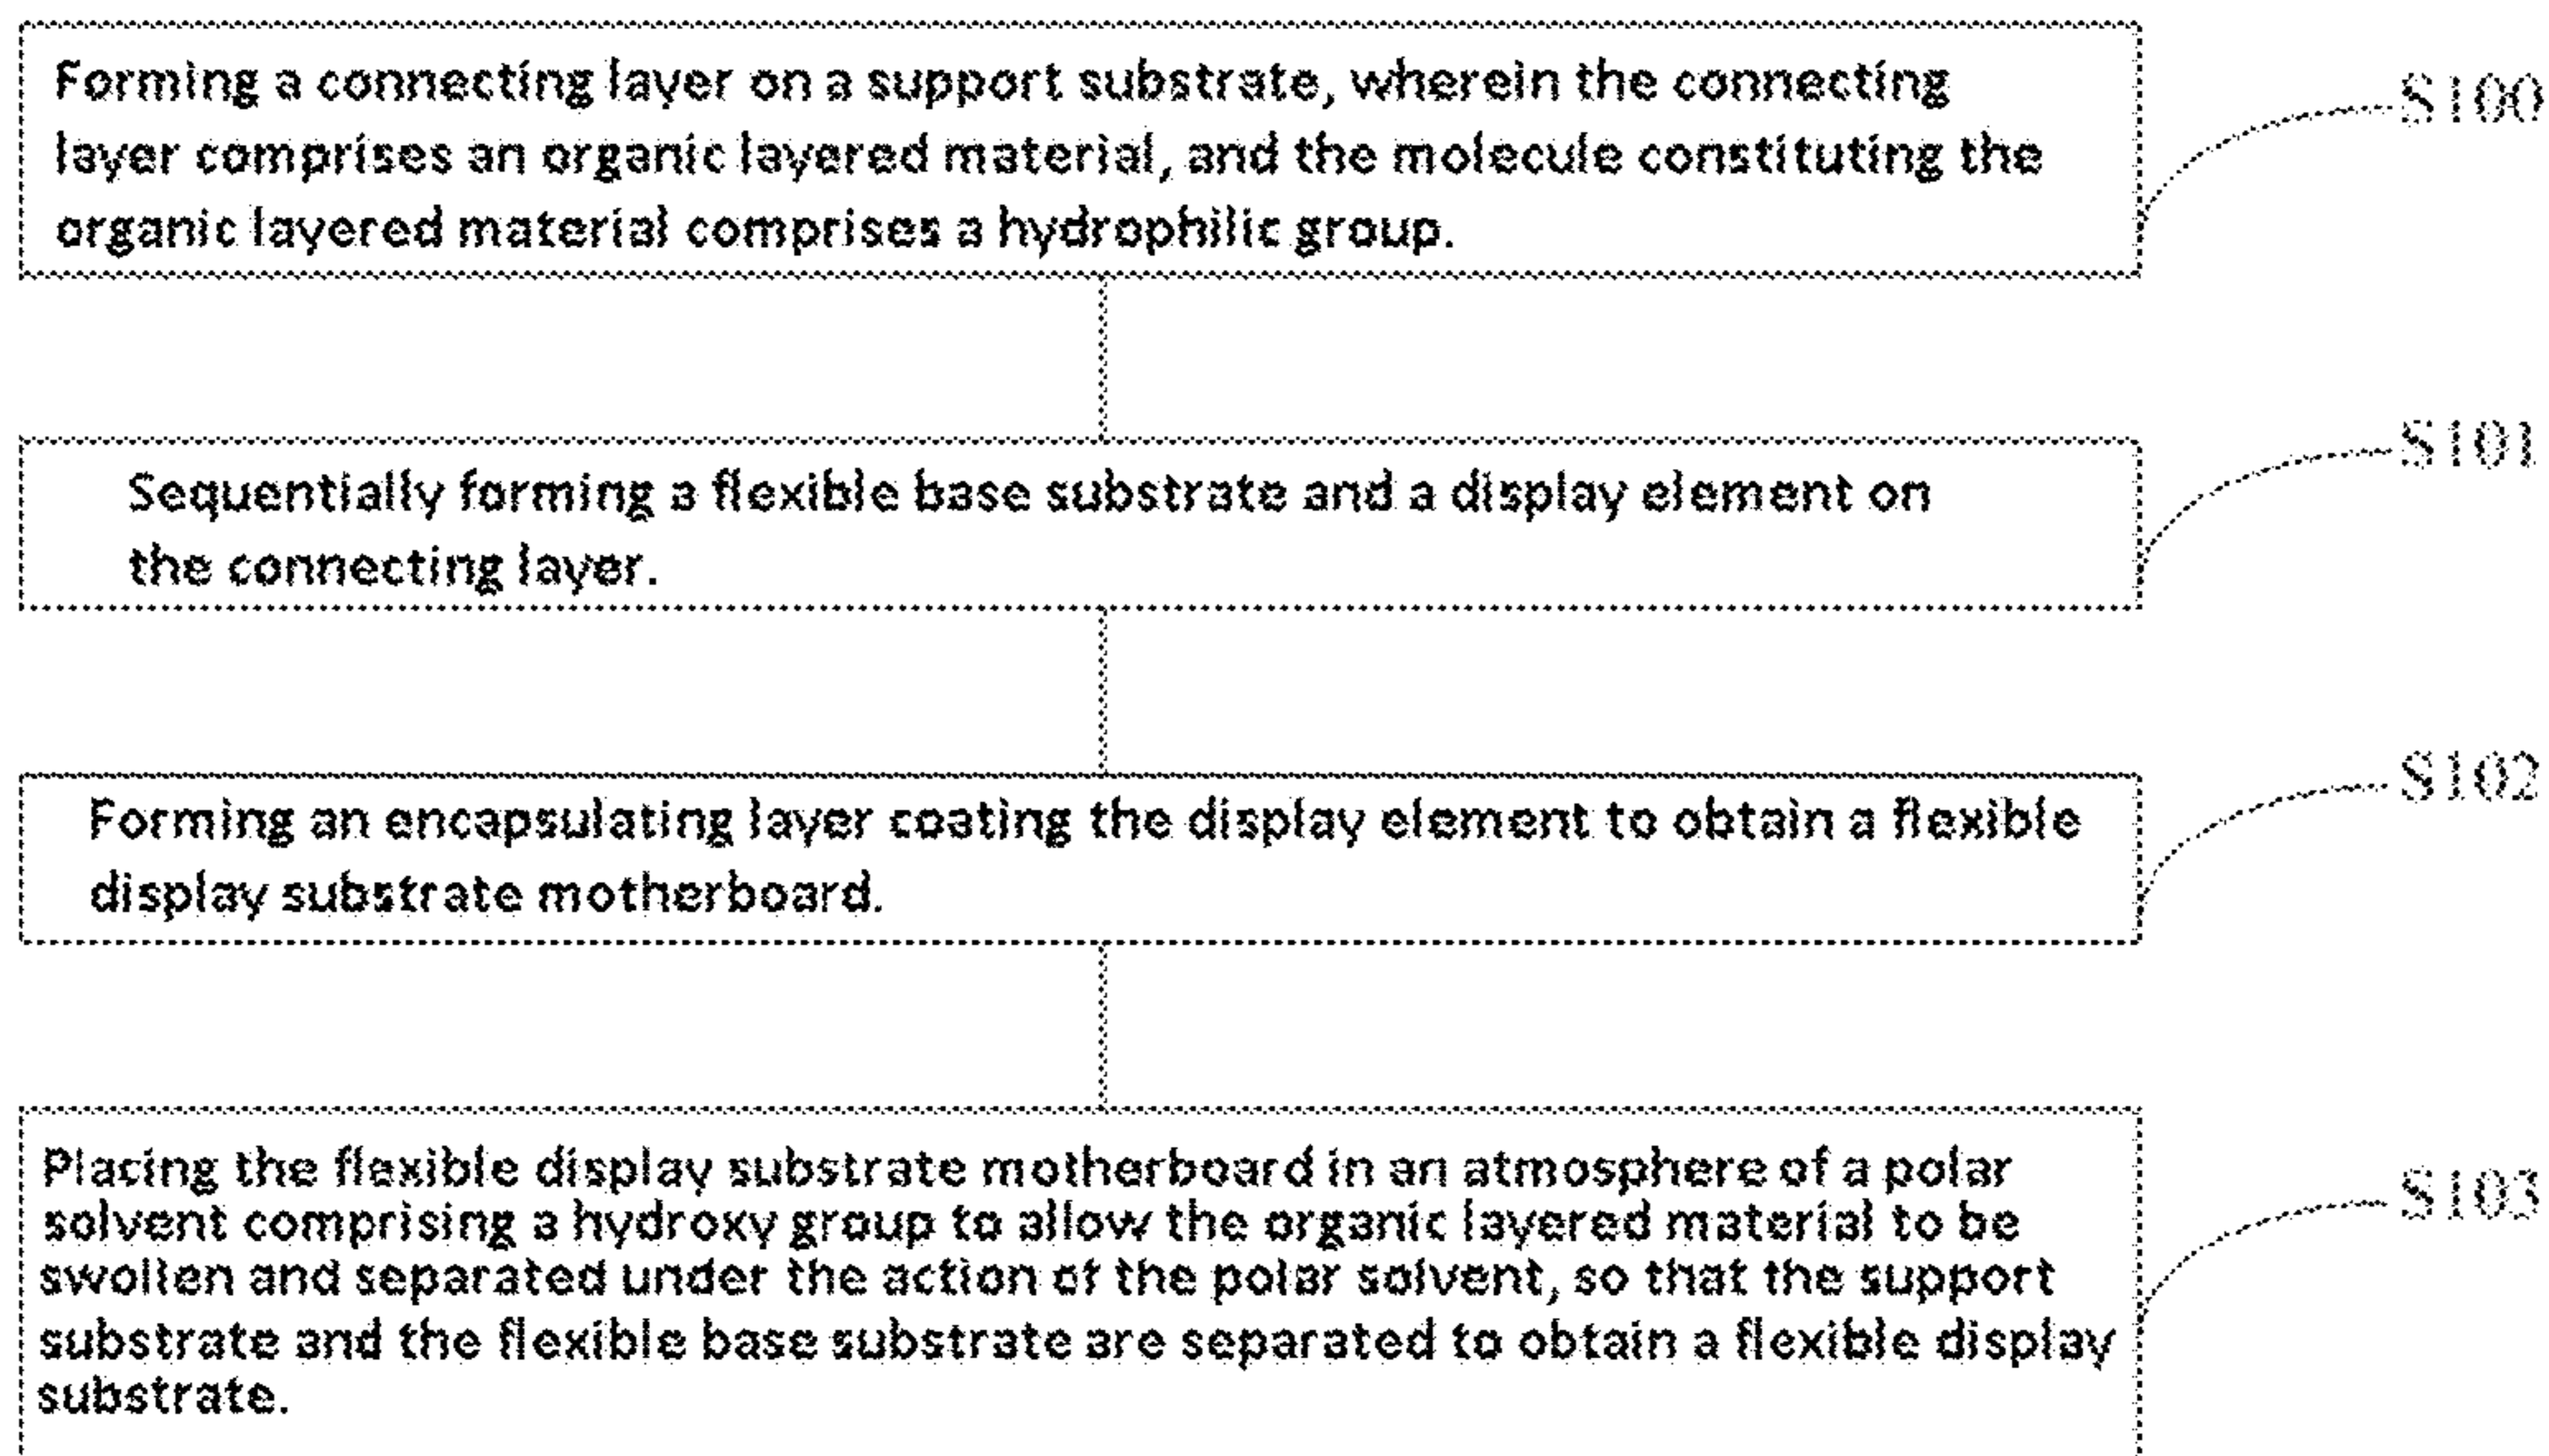 Forming a connecting layer on a support substrate, wherein the connecting
layer comprises an organic layered material, and the molecule constituting the
organic layered material comprises a hydrophilic group.
S100
Sequentially forming a flexible base substrate and a display element on
the connecting layer.
S101
Forming an encapsulating layer coating the display element to obtain a flexible
display substrate motherboard.
S102
Placing the flexible display substrate motherboard in an atmosphere of a polar
solvent comprising a hydroxy group to allow the organic layered material to be
swollen and separated under the action of the polar solvent, so that the support
substrate and the flexible base substrate are separated to obtain a flexible display
substrate.
S103